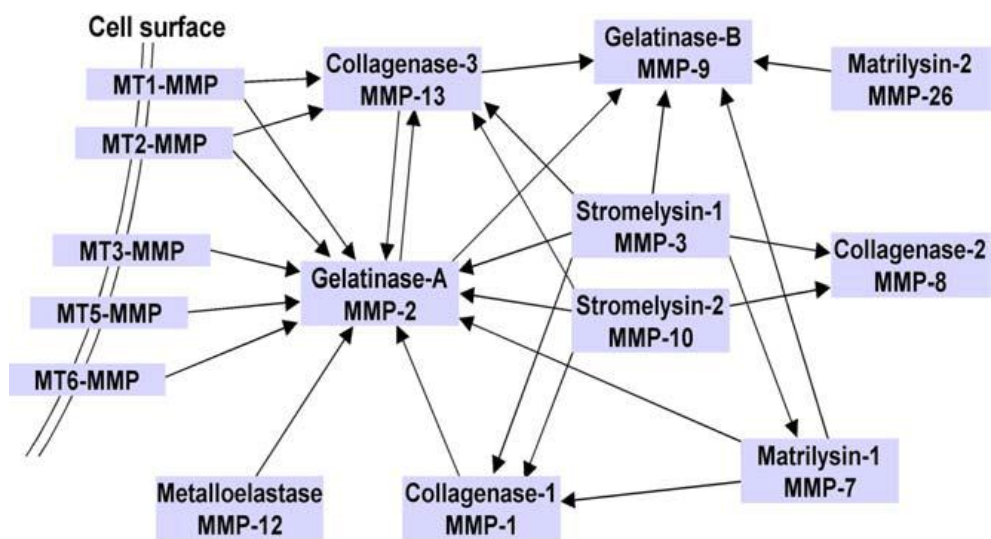 Cell surface
MT1-MMP
MT2-MMP
MT3-MMP
MT5-MMP
MT6-MMP
Collagenase-3
MMP-13
Gelatinase-B
MMP-9
Matrilysin-2
MMP-26
Stromelysin-1
MMP-3
Collagenase-2
MMP-8
Gelatinase-A
MMP-2
Stromelysin-2
MMP-10
Metalloelastase
MMP-12
Collagenase-1
MMP-1
Matrilysin-1
MMP-7